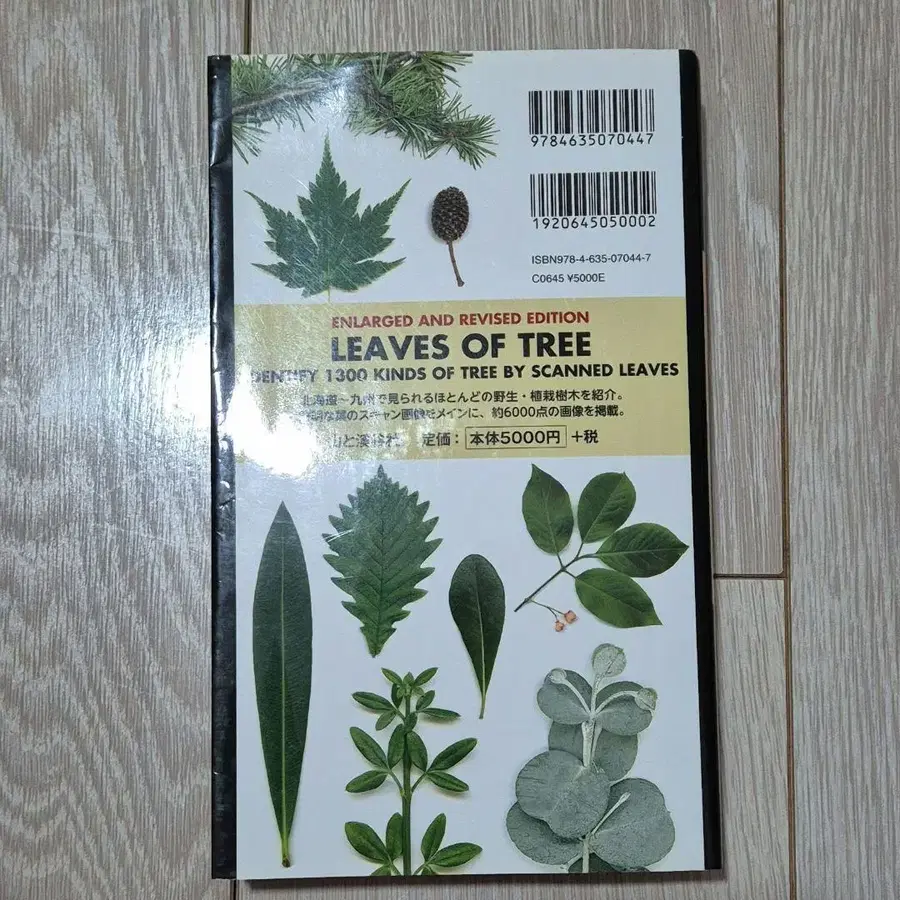 9784635070447
1920645050002
ISBN978-4-635-07044-7
C0645 ¥5000E
ENLARGED AND REVISED EDITION
LEAVES OF TREE
DENTIFY 1300 KINDS OF TREE BY SCANNED LEAVES
北海道〜九州で見られるほとんどの野生・植栽樹木を紹介。
な葉のスキャン画像をメインに、約6000点の画像を掲載。
と溪谷社 定価：本体5000円+税